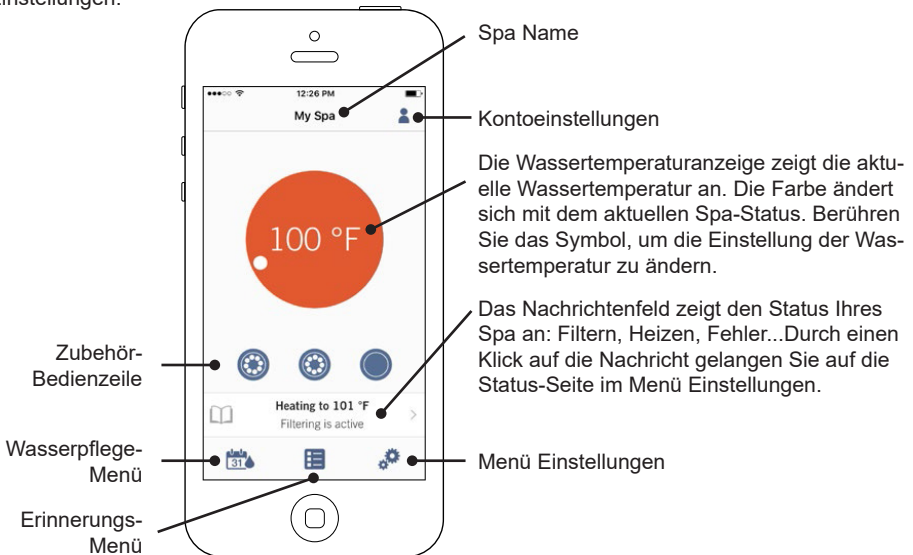 Einstellungen.
Spa Name
12:26 PM
My Spa
Kontoeinstellungen
Die Wassertemperaturanzeige zeigt die aktu-
elle Wassertemperatur an. Die Farbe ändert
sich mit dem aktuellen Spa-Status. Berühren
Sie das Symbol, um die Einstellung der Was-
sertemperatur zu ändern.
100 °F
Das Nachrichtenfeld zeigt den Status Ihres
Spa an: Filtern, Heizen, Fehler...Durch einen
Klick auf die Nachricht gelangen Sie auf die
Status-Seite im Menü Einstellungen.
Zubehör-
Bedienzeile
Heating to 101 °F
Filtering is active
Wasserpflege-
Menü
31
Menü Einstellungen
Erinnerungs-
Menü